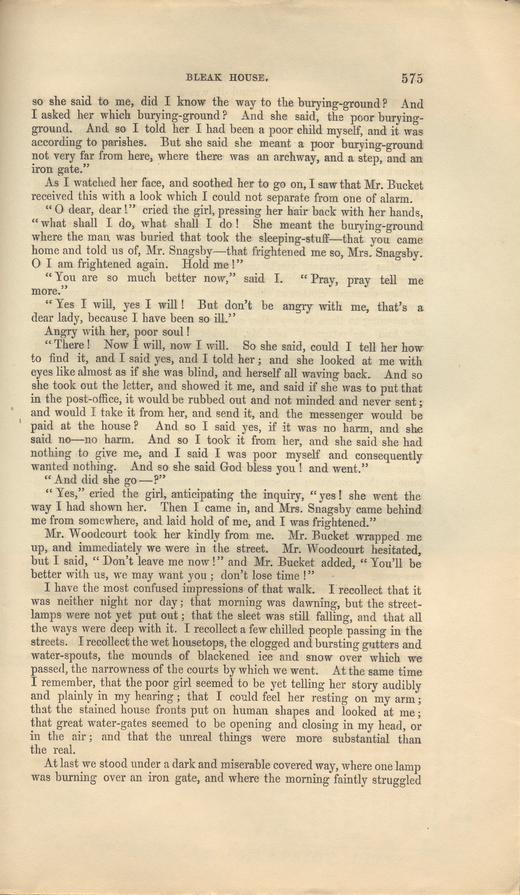 BLEAK HOUSE. 575
so she said to me, did I know the way to the burying-ground? And
I asked her which burying-ground? And she said, the poor burying-
ground. And so I told her I had been a poor child myself, and it was
according to parishes. But she said she meant a poor burying-ground
not very far from here, where there was an archway, and a step, and an
iron gate.”
As I watched her face, and soothed her to go on, I saw that Mr. Bucket
received this with a look which I could not separate from one of alarm.
“O dear, dear!” cried the girl, pressing her hair back with her hands,
“what shall I do, what shall I do! She meant the burying-ground
where the man was buried that took the sleeping-stuff—that you came
home and told us of, Mr. Snagsby—that frightened me so, Mrs. Snagsby.
O I am frightened again. Hold me!”
“You are so much better now,” said I. “Pray, pray tell me
more.”
“Yes I will, yes I will! But don't be angry with me, that's a
dear lady, because I have been so ill.”
Angry with her, poor soul!
“There! Now I will, now I will. So she said, could I tell her how
to find it, and I said yes, and I told her; and she looked at me with
eyes like almost as if she was blind, and herself all waving back. And so
she took out the letter, and showed it me, and said if she was to put that
in the post-office, it would be rubbed out and not minded and never sent;
and would I take it from her, and send it, and the messenger would be
paid at the house? And so I said yes, if it was no harm, and she
said no—no harm. And so I took it from her, and she said she had
nothing to give me, and I said I was poor myself and consequently
wanted nothing. And so she said God bless you! and went.”
“And did she go—?”
“Yes,” cried the girl, anticipating the inquiry, “yes! she went the
way I had shown her. Then I came in, and Mrs. Snagsby came behind
me from somewhere, and laid hold of me, and I was frightened.”
Mr. Woodcourt took her kindly from me. Mr. Bucket wrapped me
up, and immediately we were in the street. Mr. Woodcourt hesitated,
but I said, “Don't leave me now!” and Mr. Bucket added, “You'll be
better with us, we may want you; don't lose time!”
I have the most confused impressions of that walk. I recollect that it
was neither night nor day; that morning was dawning, but the street-
lamps were not yet put out; that the sleet was still falling, and that all
the ways were deep with it. I recollect a few chilled people passing in the
streets. I recollect the wet housetops, the clogged and bursting gutters and
water-spouts, the mounds of blackened ice and snow over which we
passed, the narrowness of the courts by which we went. At the same time
I remember, that the poor girl seemed to be yet telling her story audibly
and plainly in my hearing; that I could feel her resting on my arm;
that the stained house fronts put on human shapes and looked at me;
that great water-gates seemed to be opening and closing in my head, or
in the air; and that the unreal things were more substantial than
the real.
At last we stood under a dark and miserable covered way, where one lamp
was burning over an iron gate, and where the morning faintly struggled